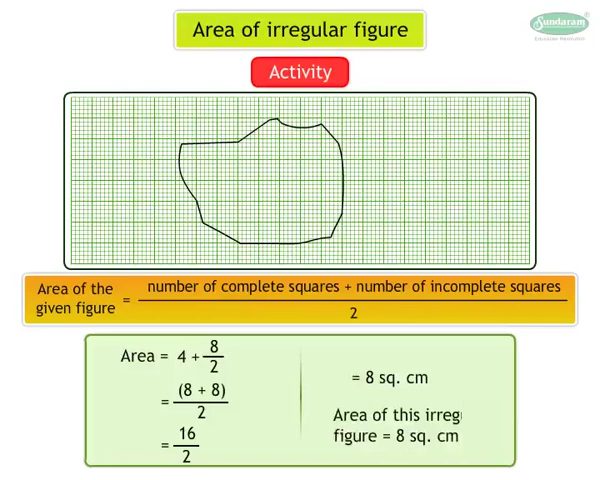 Area of irregular figure
Sundaram
Activity
Area of the given figure = number of complete squares + number of incomplete squares / 2
Area = 4 + 8/2
= (8 + 8)/2
= 16/2
= 8 sq. cm
Area of this irreg
figure = 8 sq. cm